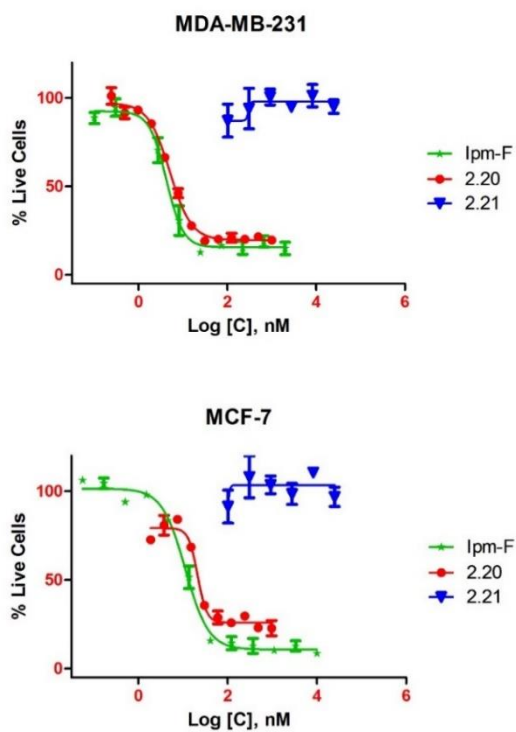 MDA-MB-231
% Live Cells
100
50
0
0
2
4
6
Log [C], nM
Ipm-F
2.20
2.21
MCF-7
% Live Cells
100
50
0
0
2
4
6
Log [C], nM
Ipm-F
2.20
2.21